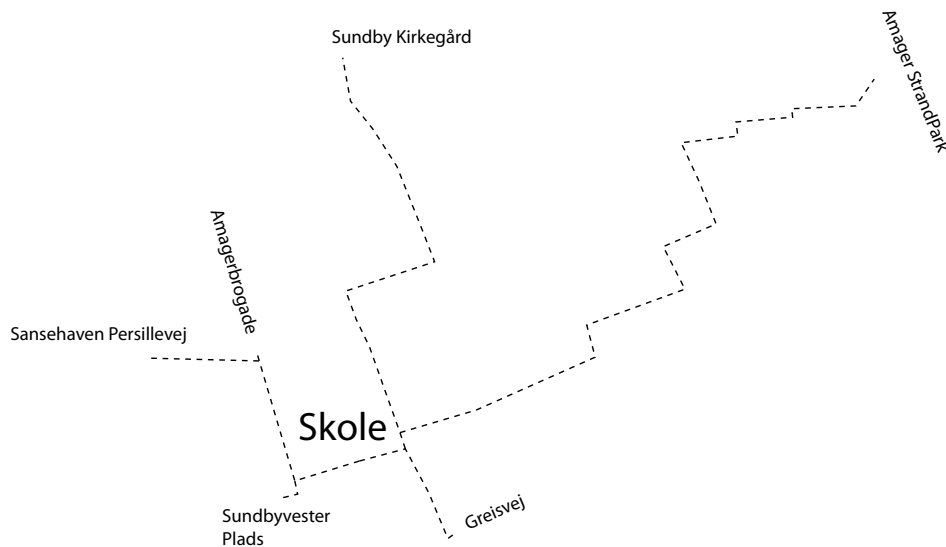 Sundby Kirkegård
Amager StrandPark
Amagerbrogade
Sansehaven Persillevej
Skole
Sundbyvester
Plads
Greisvej